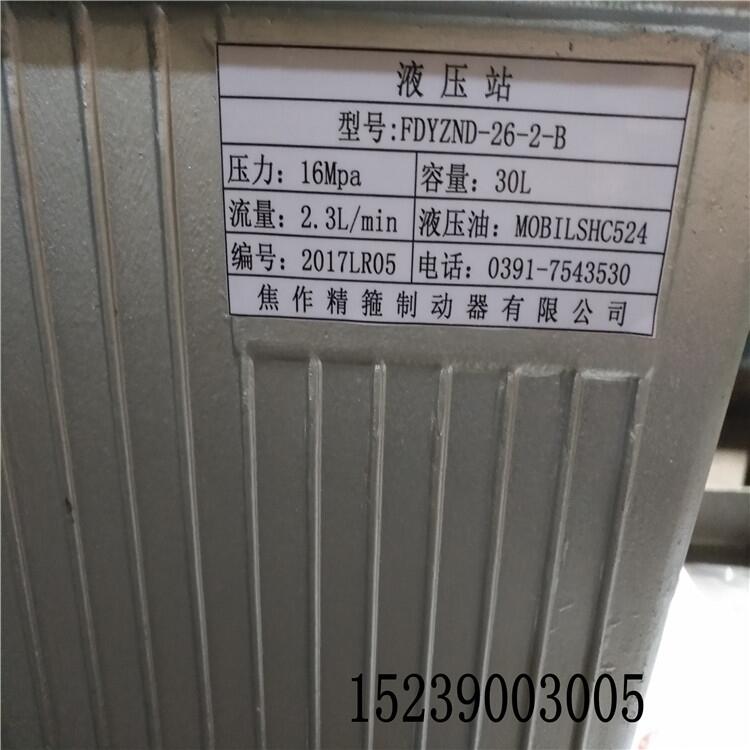 液压站
型号:FDYZND-26-2-B
压力: 16Mpa 容量: 30L
流量: 2.3L/min 液压油: MOBILSHC524
编号: 2017LR05 电话: 0391-7543530
焦作精箍制动器有限公司
15239003005